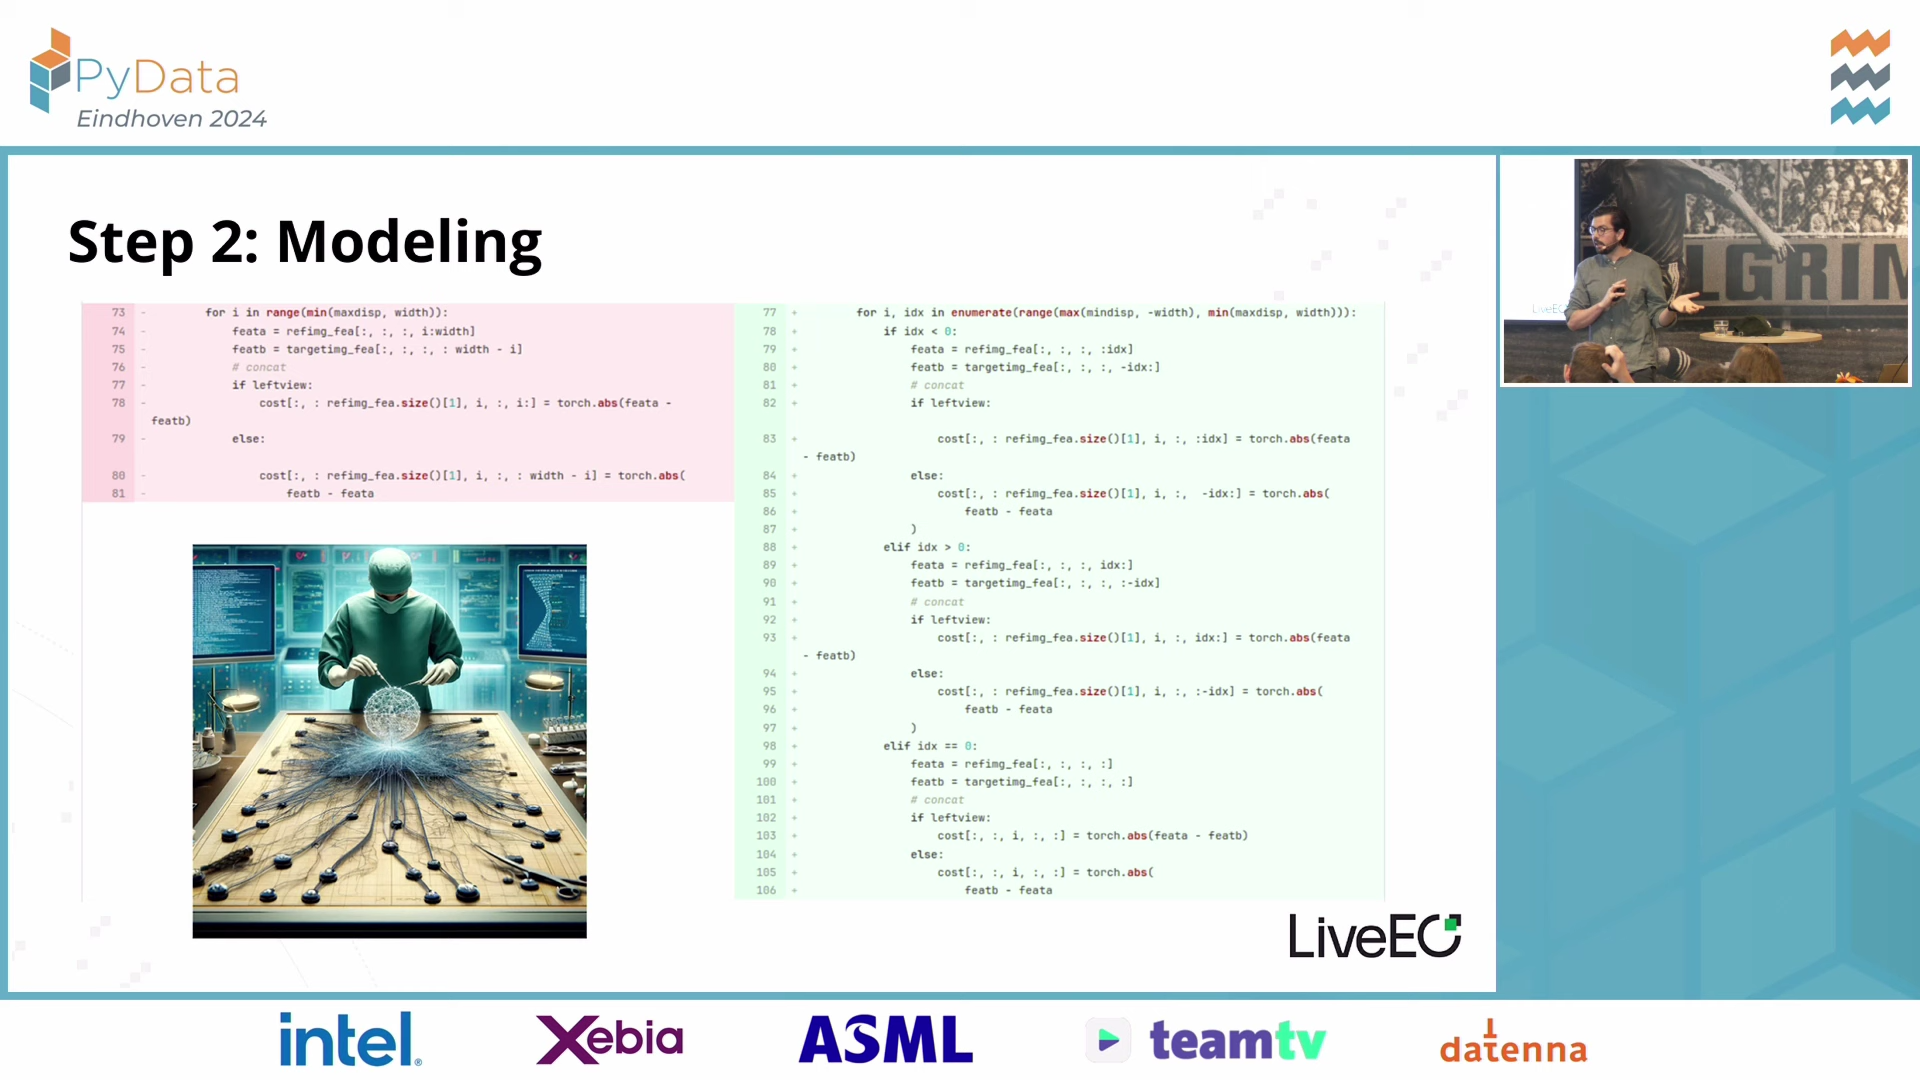 PyData
Eindhoven 2024
Step 2: Modeling
73 - for i in range(min(maxdisp, width)):
74 - feata = refimg_fea[:, :, :, i:width]
75 - featb = targetimg_fea[:, :, :, : width - i]
76 - # concat
77 - if leftview:
78 - cost[:, : refimg_fea.size()[1], i, :, i:] = torch.abs(feata -
featb)
79 - else:
80 - cost[:, : refimg_fea.size()[1], i, :, : width - i] = torch.abs(
81 - featb - feata
77 + for i, idx in enumerate(range(max(mindisp, -width), min(maxdisp, width))):
78 + if idx < 0:
79 + feata = refimg_fea[:, :, :, :idx]
80 + featb = targetimg_fea[:, :, :, -idx:]
81 + # concat
82 + if leftview:
83 + cost[:, : refimg_fea.size()[1], i, :, :idx] = torch.abs(feata
- featb)
84 + else:
85 + cost[:, : refimg_fea.size()[1], i, :, -idx:] = torch.abs(
86 + featb - feata
87 + )
88 + elif idx > 0:
89 + feata = refimg_fea[:, :, :, idx:]
90 + featb = targetimg_fea[:, :, :, :-idx]
91 + # concat
92 + if leftview:
93 + cost[:, : refimg_fea.size()[1], i, :, idx:] = torch.abs(feata
- featb)
94 + else:
95 + cost[:, : refimg_fea.size()[1], i, :, :-idx] = torch.abs(
96 + featb - feata
97 + )
98 + elif idx == 0:
99 + feata = refimg_fea[:, :, :, :]
100 + featb = targetimg_fea[:, :, :, :]
101 + # concat
102 + if leftview:
103 + cost[:, :, i, :, :] = torch.abs(feata - featb)
104 + else:
105 + cost[:, :, i, :, :] = torch.abs(
106 + featb - feata
LiveEO
LGRIM
intel.
Xebia
ASML
teamtv
datenna